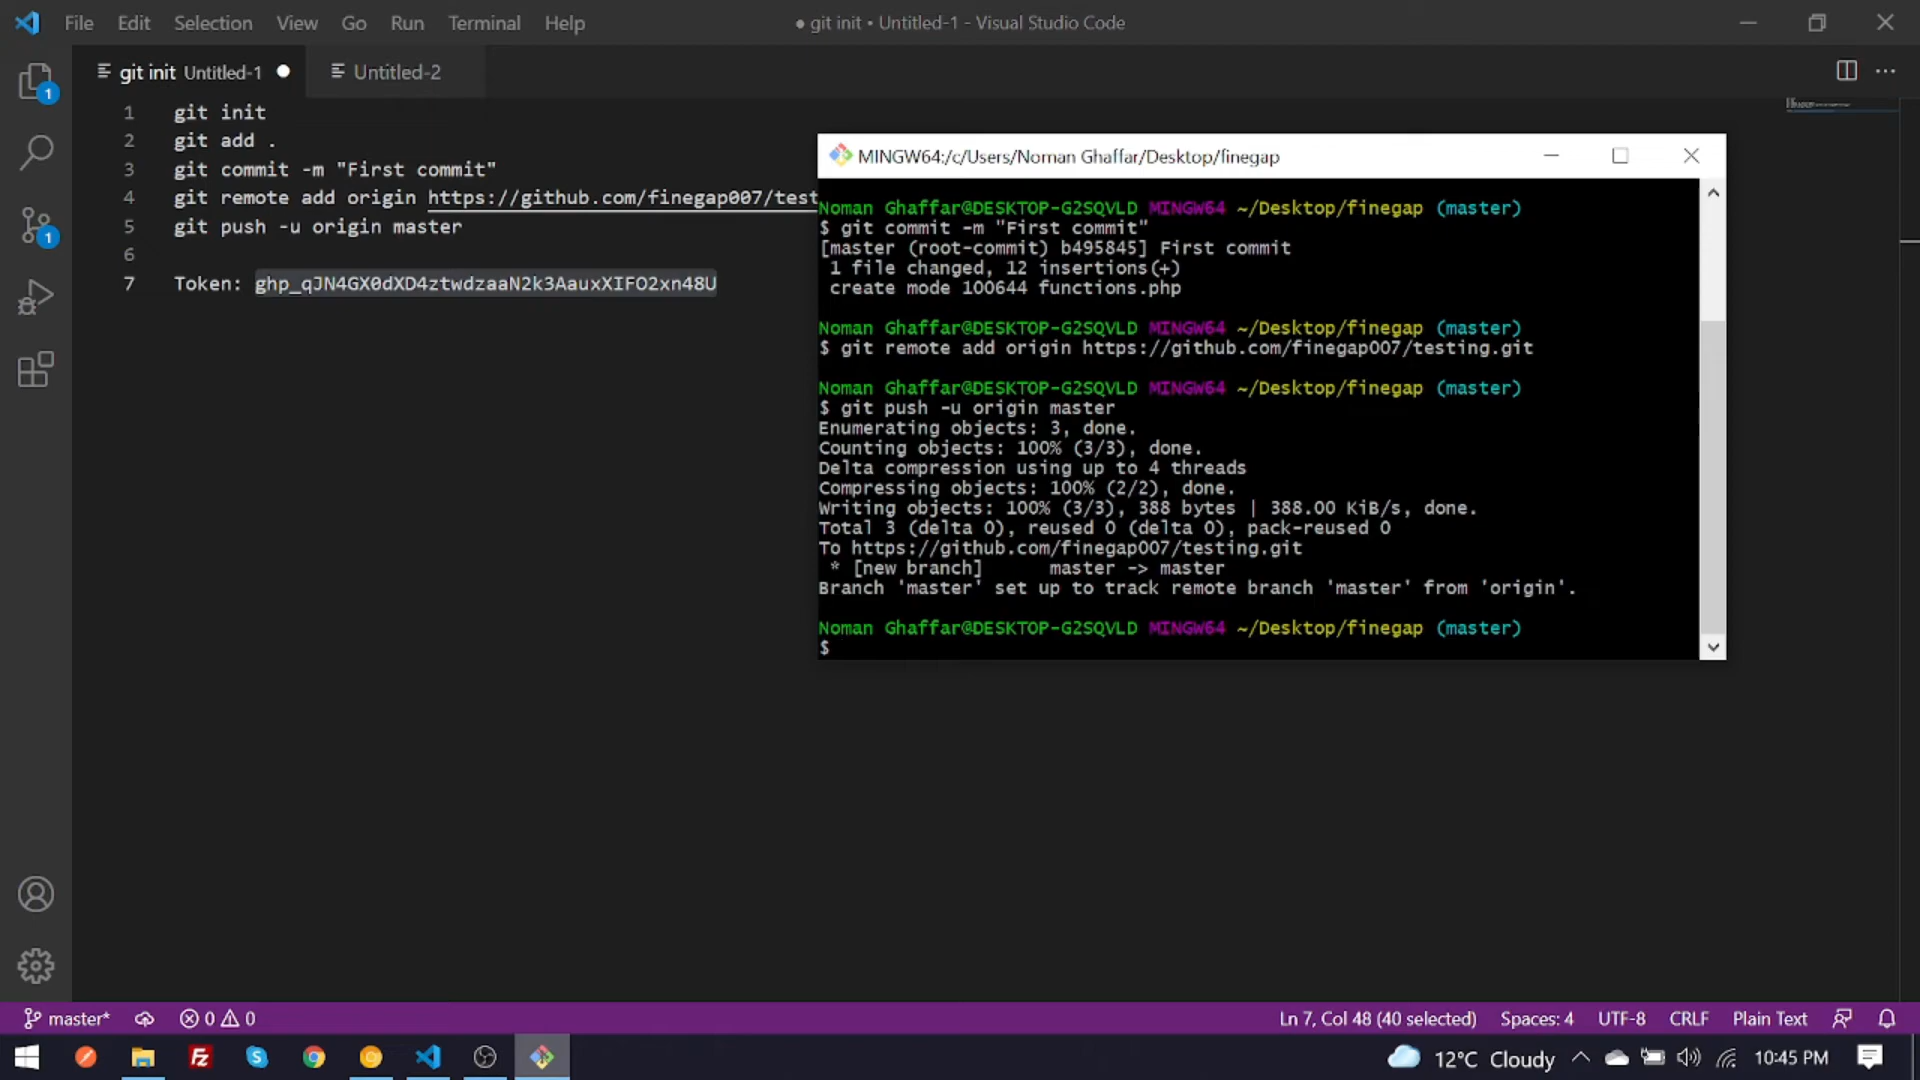 File Edit Selection View Go Run Terminal Help
● git init • Untitled-1 - Visual Studio Code
git init Untitled-1 ●
Untitled-2
1 git init
2 git add .
3 git commit -m "First commit"
4 git remote add origin https://github.com/finegap007/test
5 git push -u origin master
6
7 Token: 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
1
1
MINGW64:/c/Users/Noman Ghaffar/Desktop/finegap
Noman Ghaffar@DESKTOP-G2SQVLD MINGW64 ~/Desktop/finegap (master)
$ git commit -m "First commit"
[master (root-commit) b495845] First commit
1 file changed, 12 insertions(+)
create mode 100644 functions.php
Noman Ghaffar@DESKTOP-G2SQVLD MINGW64 ~/Desktop/finegap (master)
$ git remote add origin https://github.com/finegap007/testing.git
Noman Ghaffar@DESKTOP-G2SQVLD MINGW64 ~/Desktop/finegap (master)
$ git push -u origin master
Enumerating objects: 3, done.
Counting objects: 100% (3/3), done.
Delta compression using up to 4 threads
Compressing objects: 100% (2/2), done.
Writing objects: 100% (3/3), 388 bytes | 388.00 KiB/s, done.
Total 3 (delta 0), reused 0 (delta 0), pack-reused 0
To https://github.com/finegap007/testing.git
* [new branch] master -> master
Branch 'master' set up to track remote branch 'master' from 'origin'.
Noman Ghaffar@DESKTOP-G2SQVLD MINGW64 ~/Desktop/finegap (master)
$
master* 0 0 Ln 7, Col 48 (40 selected) Spaces: 4 UTF-8 CRLF Plain Text
12°C Cloudy 10:45 PM